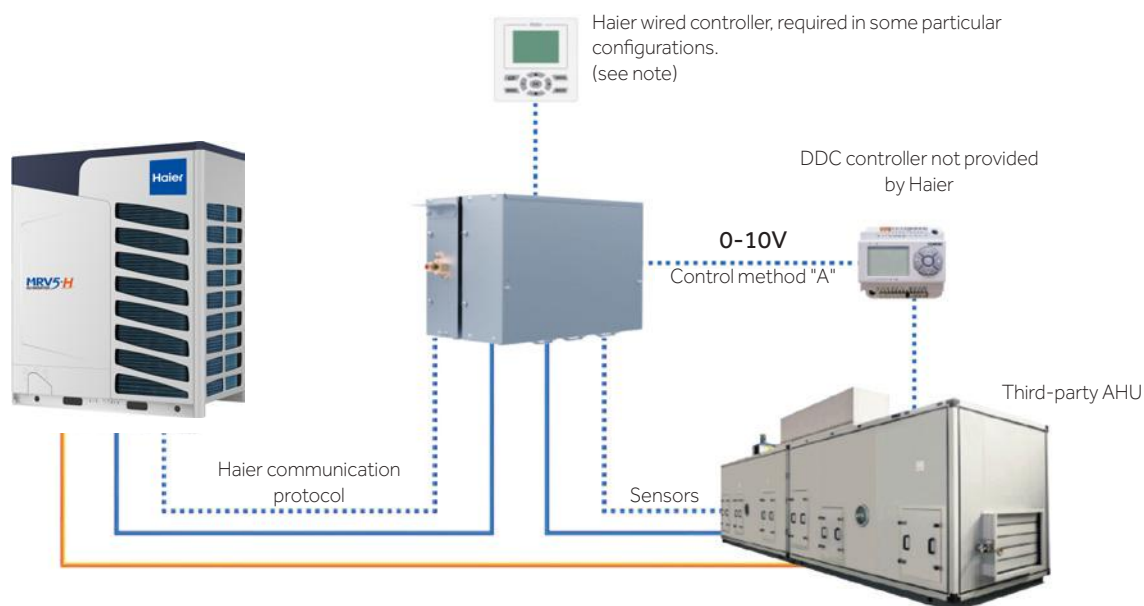 Haier wired controller, required in some particular
configurations.
(see note)
DDC controller not provided
by Haier
Haier
0-10V
Control method "A"
MRV5-H
Third-party AHU
Haier communication
protocol
Sensors